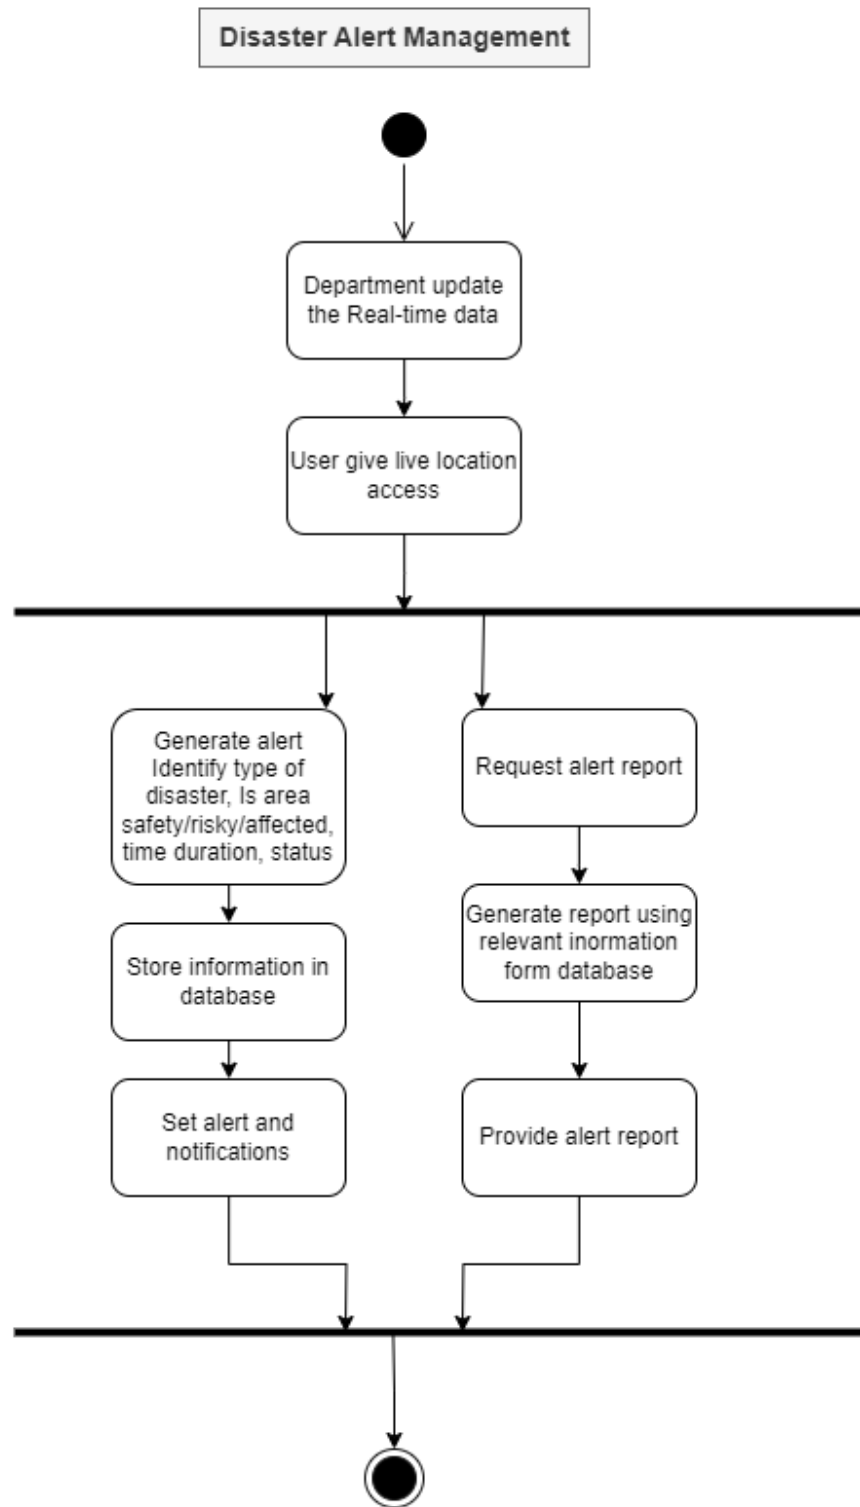 Disaster Alert Management
Department update
the Real-time data
User give live location
access
Generate alert
Identify type of
disaster, Is area
safety/risky/affected,
time duration, status
Request alert report
Store information in
database
Generate report using
relevant inormation
form database
Set alert and
notifications
Provide alert report